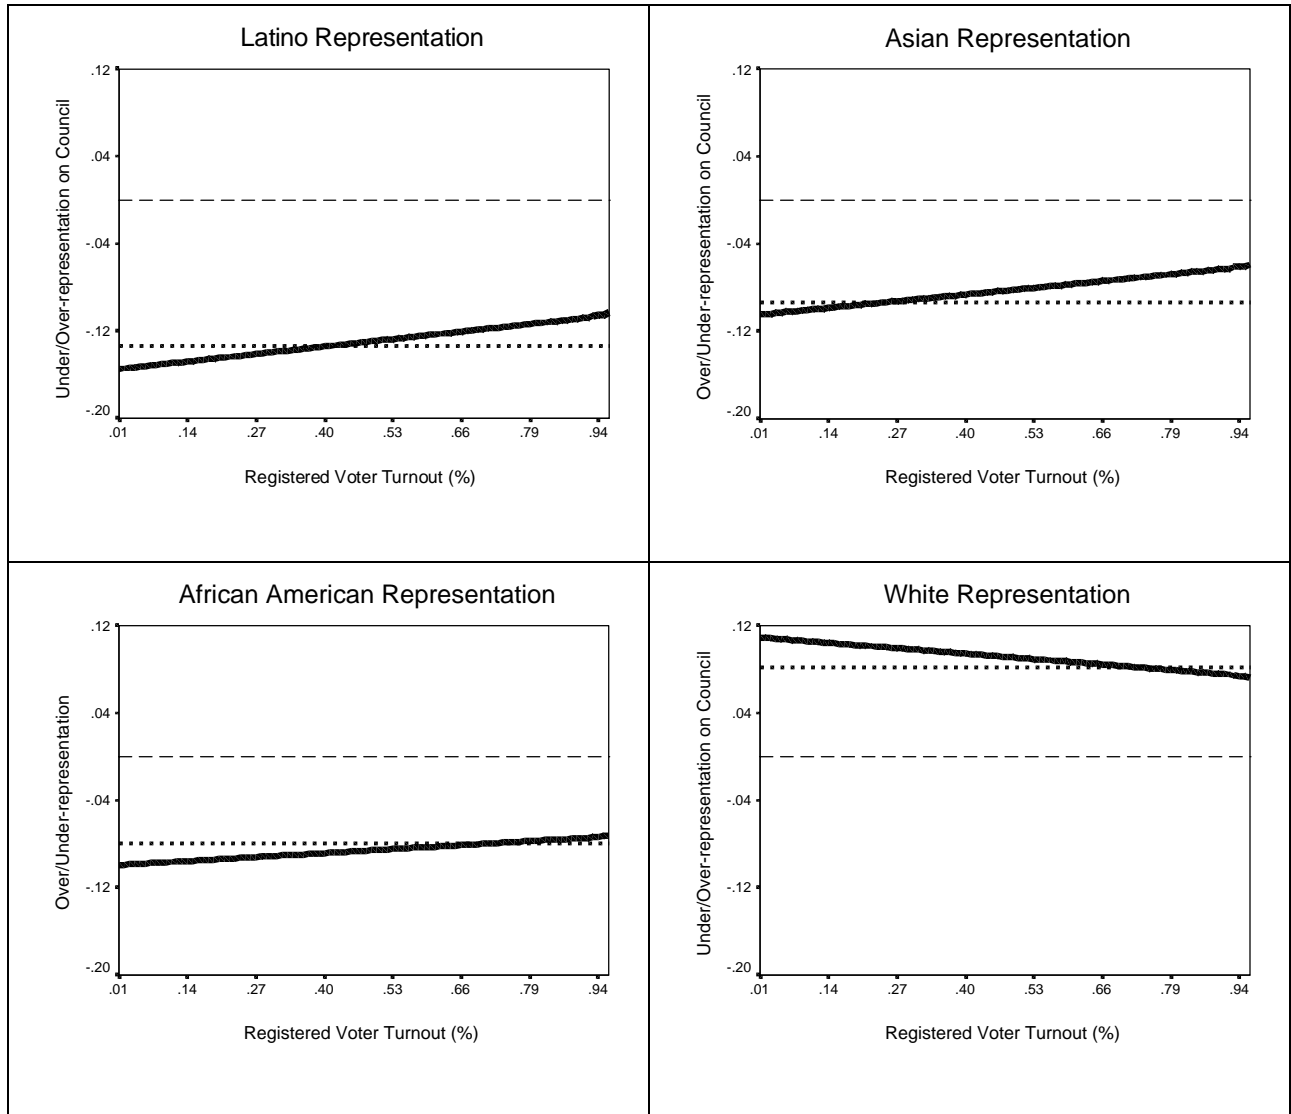 Latino Representation
Under/Over-representation on Council
.12
.04
-.04
-.12
-.20
.01 .14 .27 .40 .53 .66 .79 .94
Registered Voter Turnout (%)
Asian Representation
Over/Under-representation on Council
.12
.04
-.04
-.12
-.20
.01 .14 .27 .40 .53 .66 .79 .94
Registered Voter Turnout (%)
African American Representation
Over/Under-representation
.12
.04
-.04
-.12
-.20
.01 .14 .27 .40 .53 .66 .79 .94
Registered Voter Turnout (%)
White Representation
Under/Over-representation on Council
.12
.04
-.04
-.12
-.20
.01 .14 .27 .40 .53 .66 .79 .94
Registered Voter Turnout (%)